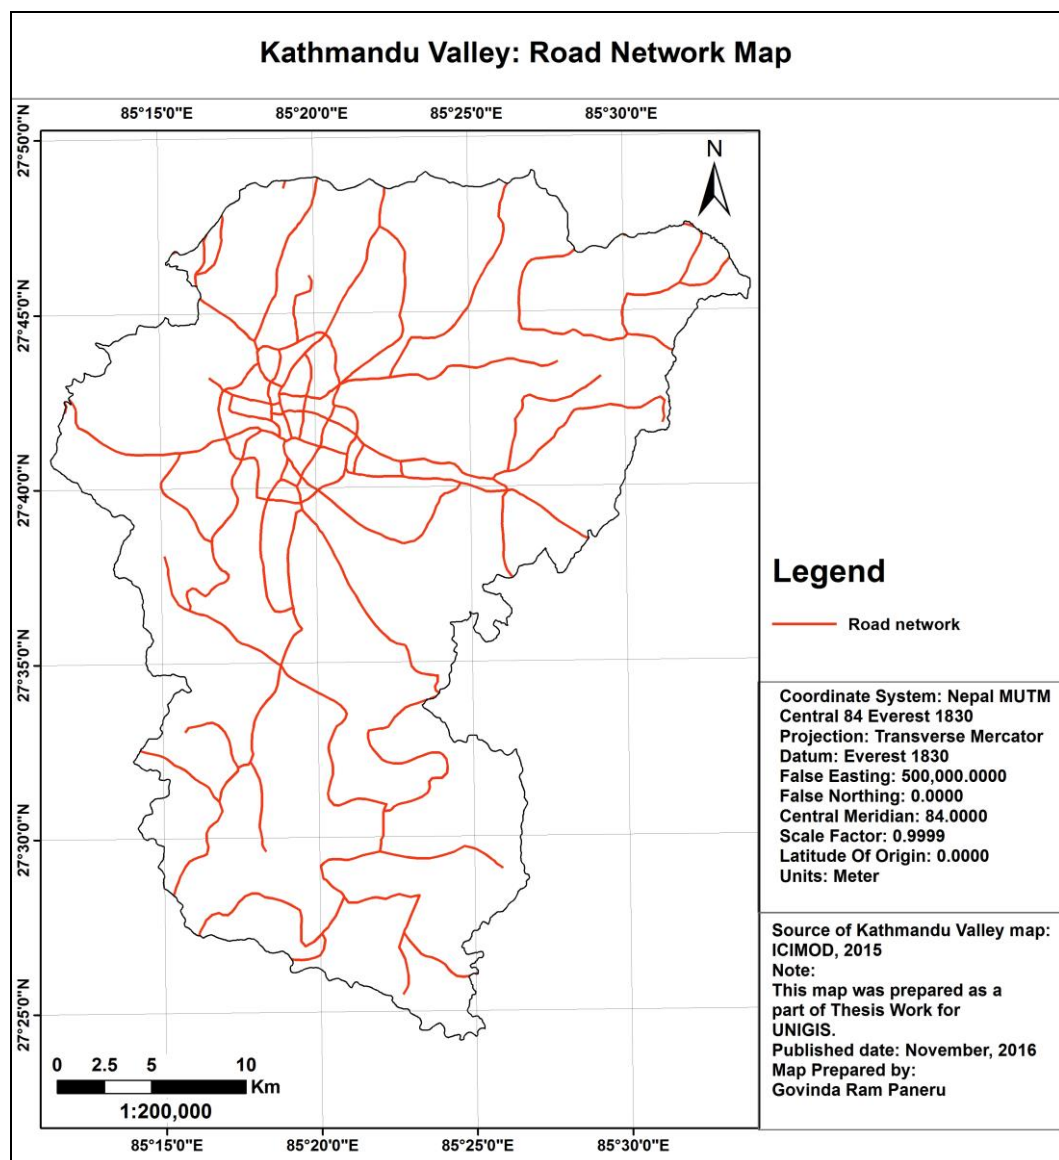 Kathmandu Valley: Road Network Map
85°15'0"E 85°20'0"E 85°25'0"E 85°30'0"E
27°50'0"N
N
27°45'0"N
27°40'0"N
Legend
Road network
27°35'0"N
Coordinate System: Nepal MUTM
Central 84 Everest 1830
Projection: Transverse Mercator
Datum: Everest 1830
False Easting: 500,000.0000
False Northing: 0.0000
Central Meridian: 84.0000
Scale Factor: 0.9999
Latitude Of Origin: 0.0000
Units: Meter
27°30'0"N
Source of Kathmandu Valley map:
ICIMOD, 2015
Note:
This map was prepared as a
part of Thesis Work for
UNIGIS.
Published date: November, 2016
Map Prepared by:
Govinda Ram Paneru
27°25'0"N
0 2.5 5 10
Km
1:200,000
85°15'0"E 85°20'0"E 85°25'0"E 85°30'0"E